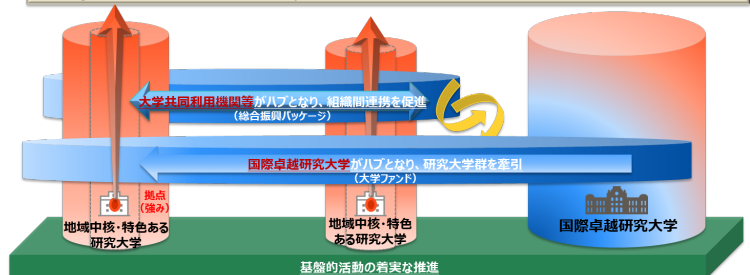 大学共同利用機関等がハブとなり、組織間連携を促進
（総合振興パッケージ）
国際卓越研究大学がハブとなり、研究大学群を牽引
（大学ファンド）
拠点
（強み）
地域中核・特色ある
研究大学
地域中核・特色
ある研究大学
国際卓越研究大学
基盤的活動の着実な推進